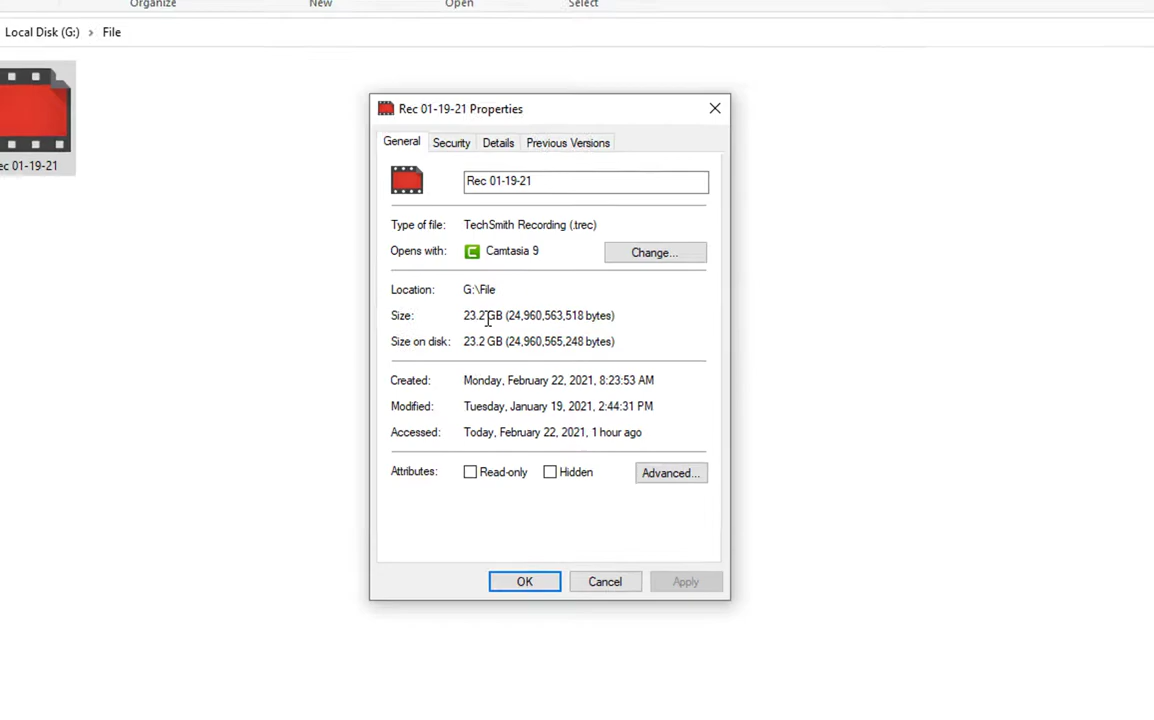 Organize New Open Select
Local Disk (G:) > File
ec 01-19-21
Rec 01-19-21 Properties
General Security Details Previous Versions
Rec 01-19-21
Type of file: TechSmith Recording (.trec)
Opens with: Camtasia 9 Change...
Location: G:\File
Size: 23.2 GB (24,960,563,518 bytes)
Size on disk: 23.2 GB (24,960,565,248 bytes)
Created: Monday, February 22, 2021, 8:23:53 AM
Modified: Tuesday, January 19, 2021, 2:44:31 PM
Accessed: Today, February 22, 2021, 1 hour ago
Attributes: Read-only Hidden Advanced...
OK Cancel Apply